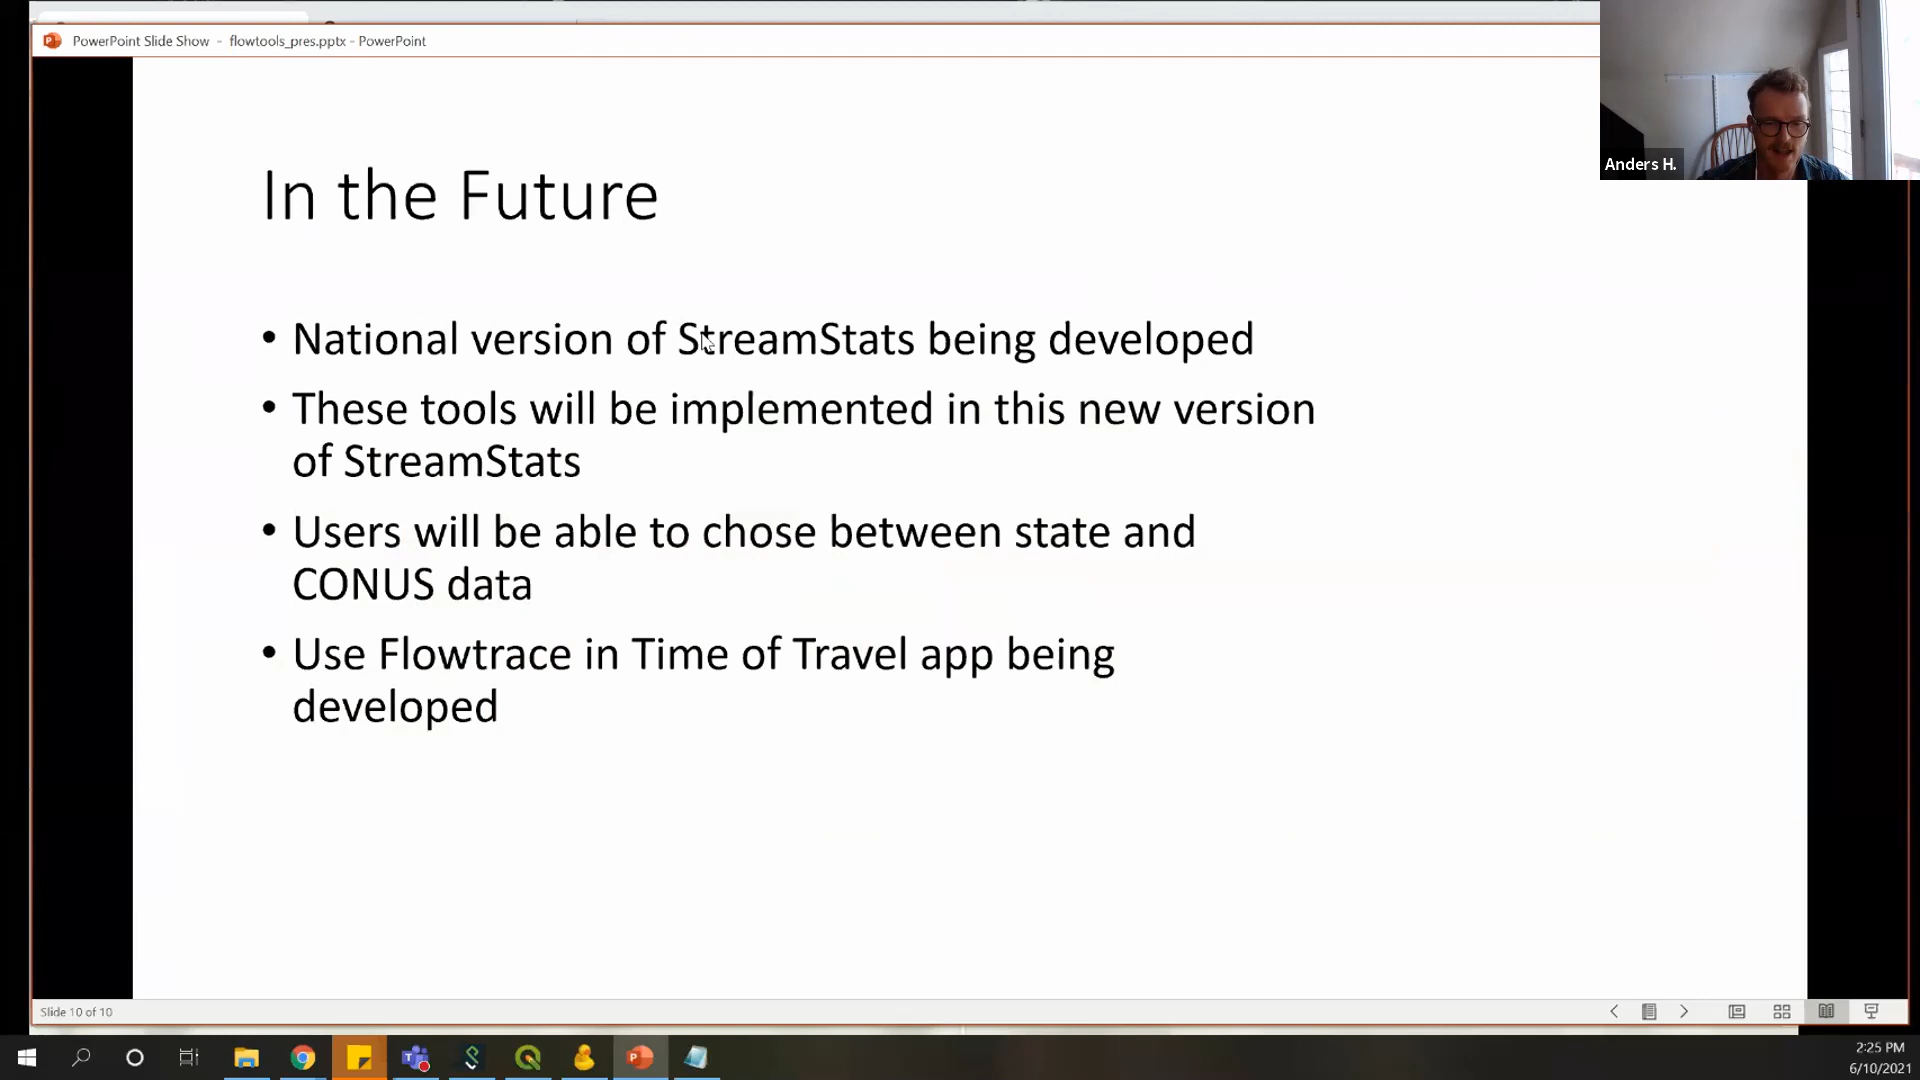 PowerPoint Slide Show - flowtools_pres.pptx - PowerPoint
Anders H.
In the Future
• National version of StreamStats being developed
• These tools will be implemented in this new version
of StreamStats
• Users will be able to chose between state and
CONUS data
• Use Flowtrace in Time of Travel app being
developed
Slide 10 of 10
2:25 PM
6/10/2021